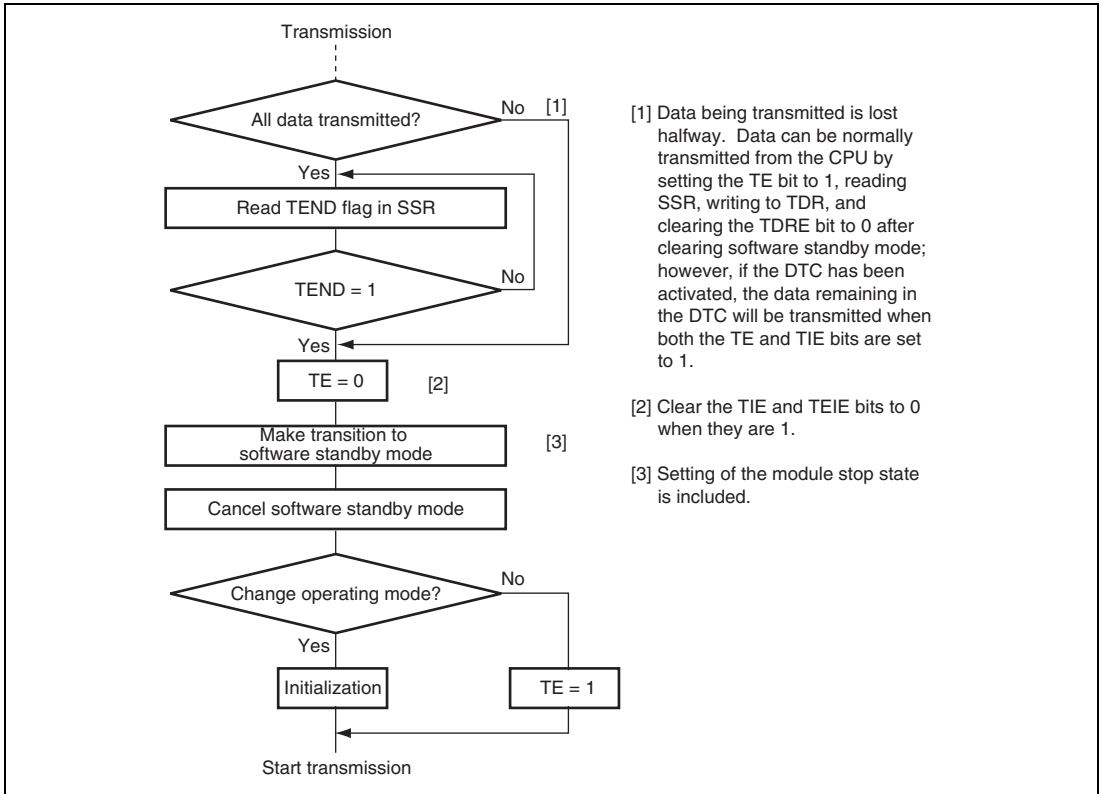 Transmission
All data transmitted?
No [1]
Yes
Read TEND flag in SSR
TEND = 1
No
Yes
TE = 0
[2]
Make transition to
software standby mode
[3]
Cancel software standby mode
Change operating mode?
No
Yes
Initialization
TE = 1
Start transmission
[1] Data being transmitted is lost
halfway. Data can be normally
transmitted from the CPU by
setting the TE bit to 1, reading
SSR, writing to TDR, and
clearing the TDRE bit to 0 after
clearing software standby mode;
however, if the DTC has been
activated, the data remaining in
the DTC will be transmitted when
both the TE and TIE bits are set
to 1.
[2] Clear the TIE and TEIE bits to 0
when they are 1.
[3] Setting of the module stop state
is included.